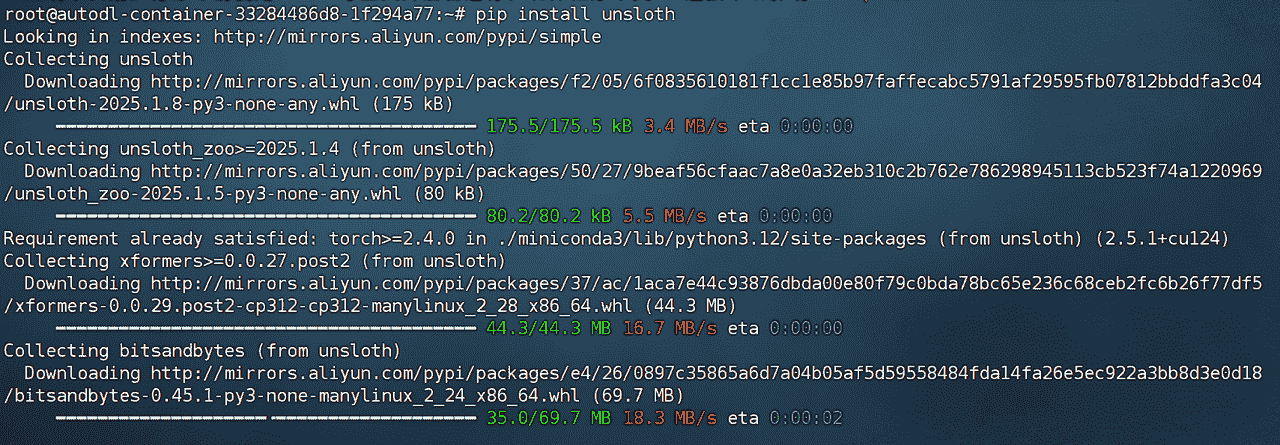 root@autodl-container-33284486d8-1f294a77:~# pip install unsloth
Looking in indexes: http://mirrors.aliyun.com/pypi/simple
Collecting unsloth
  Downloading http://mirrors.aliyun.com/pypi/packages/f2/05/6f0835610181f1cc1e85b97faffecabc5791af29595fb07812bbddfa3c04
/unsloth-2025.1.8-py3-none-any.whl (175 kB)
175.5/175.5 kB 3.4 MB/s eta 0:00:00
Collecting unsloth_zoo>=2025.1.4 (from unsloth)
  Downloading http://mirrors.aliyun.com/pypi/packages/50/27/9beaf56cfaac7a8e0a32eb310c2b762e786298945113cb523f74a1220969
/unsloth_zoo-2025.1.5-py3-none-any.whl (80 kB)
80.2/80.2 kB 5.5 MB/s eta 0:00:00
Requirement already satisfied: torch>=2.4.0 in ./miniconda3/lib/python3.12/site-packages (from unsloth) (2.5.1+cu124)
Collecting xformers>=0.0.27.post2 (from unsloth)
  Downloading http://mirrors.aliyun.com/pypi/packages/37/ac/1aca7e44c93876dbda00e80f79c0bda78bc65e236c68ceb2fc6b26f77df5
/xformers-0.0.29.post2-cp312-cp312-manylinux_2_28_x86_64.whl (44.3 MB)
44.3/44.3 MB 16.7 MB/s eta 0:00:00
Collecting bitsandbytes (from unsloth)
  Downloading http://mirrors.aliyun.com/pypi/packages/e4/26/0897c35865a6d7a04b05af5d59558484fda14fa26e5ec922a3bb8d3e0d18
/bitsandbytes-0.45.1-py3-none-manylinux_2_24_x86_64.whl (69.7 MB)
35.0/69.7 MB 18.3 MB/s eta 0:00:02